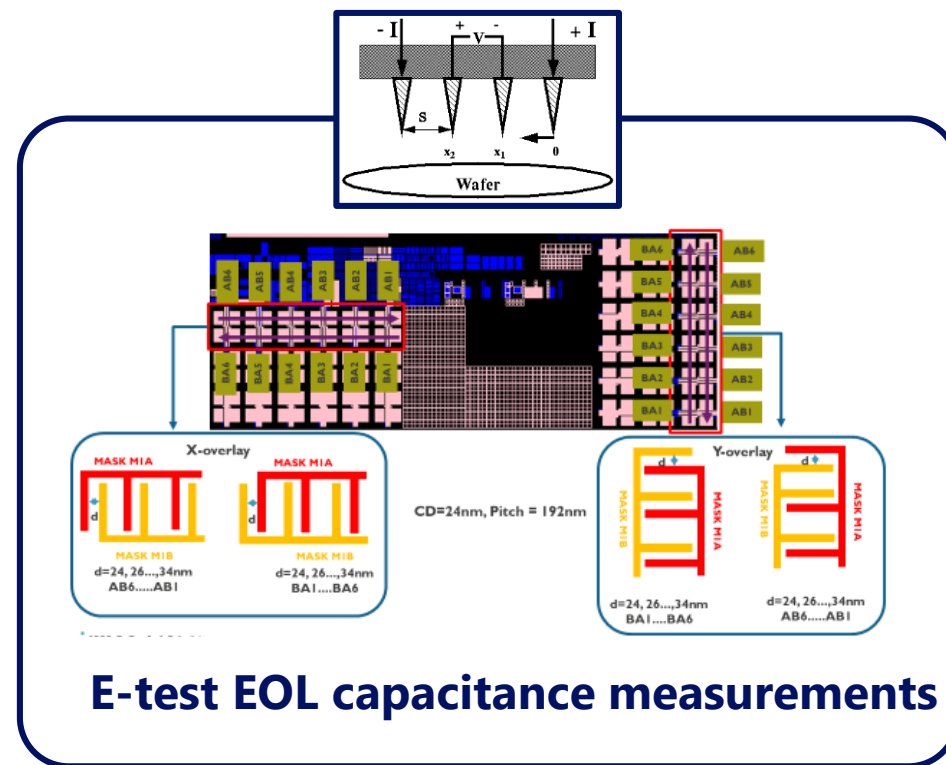 - I + - + I
V
S
x2 x1 0
Wafer
AB6 AB5 AB4 AB3 AB2 AB1
BA6 AB6
BA5 AB5
BA4 AB4
BA3 AB3
BA2 AB2
BA1 AB1
BA6 BA5 BA4 BA3 BA2 BA1
X-overlay
MASK M1A MASK M1A
d d
MASK M1B MASK M1B
d=24, 26...,34nm d=24, 26...,34nm
AB6.....AB1 BA1....BA6
CD=24nm, Pitch = 192nm
Y-overlay
d d
MASK M1B MASK M1A MASK M1B MASK M1A
d=24, 26...,34nm d=24, 26...,34nm
BA1....BA6 AB6.....AB1
E-test EOL capacitance measurements